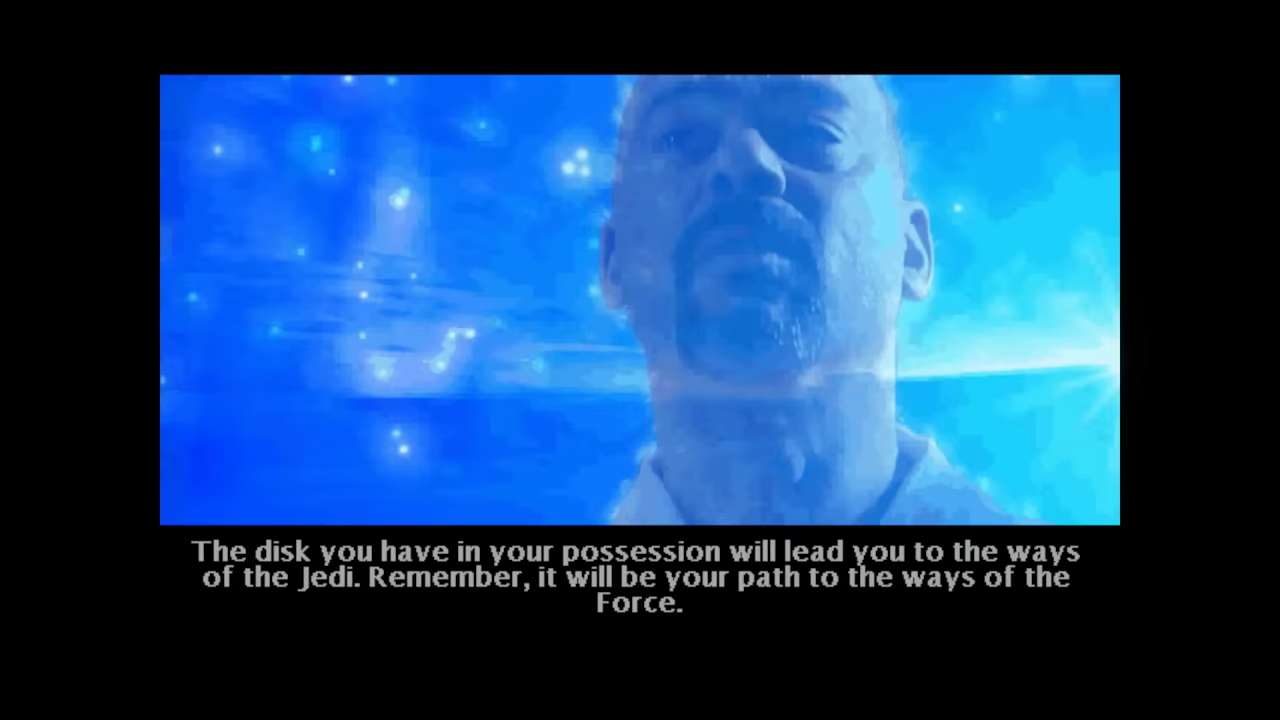 The disk you have in your possession will lead you to the ways
of the Jedi. Remember, it will be your path to the ways of the
Force.